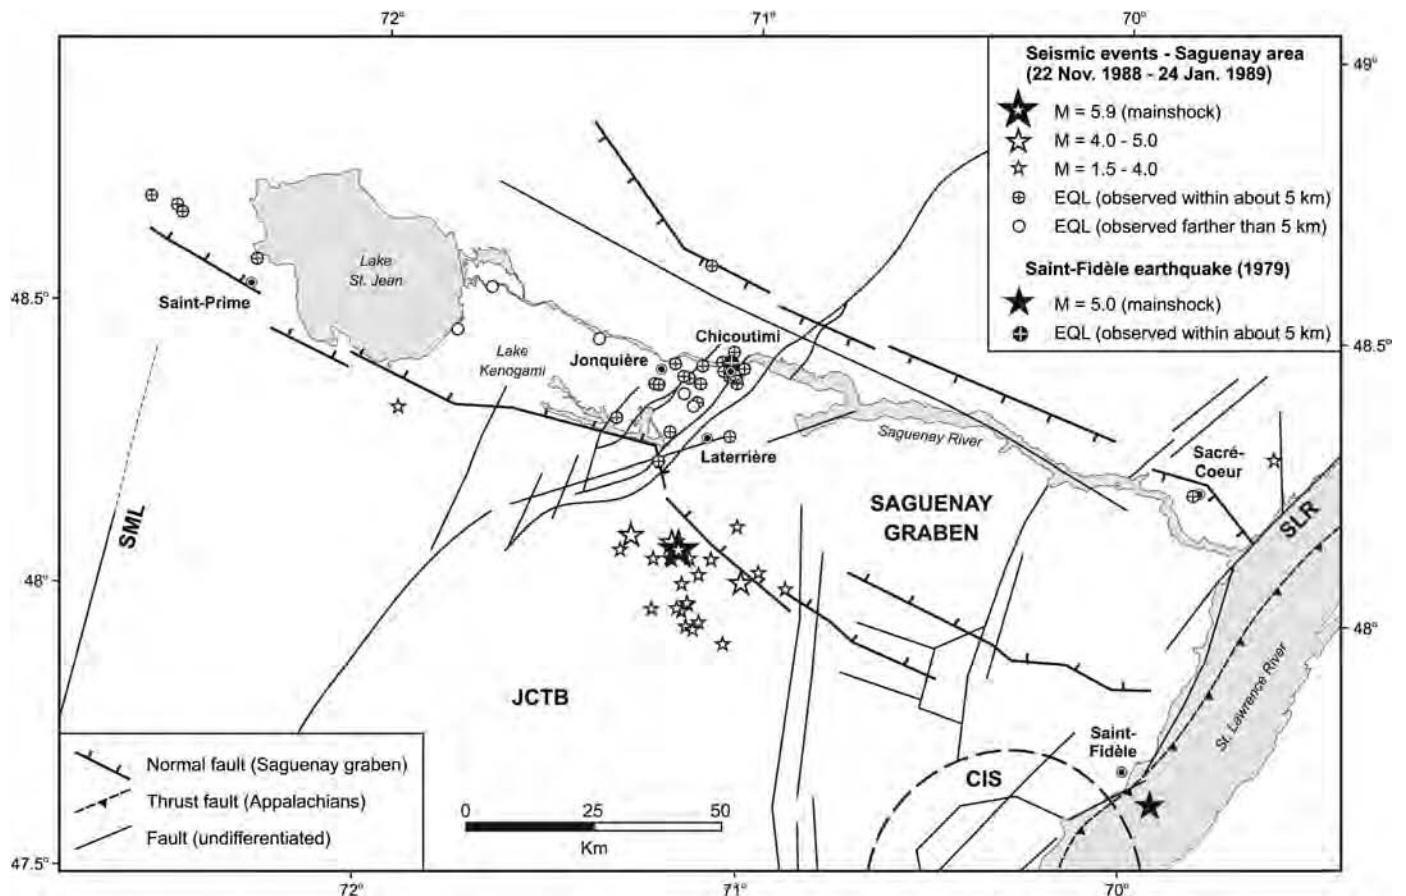 72°
71°
70°
49°
Seismic events - Saguenay area
(22 Nov. 1988 - 24 Jan. 1989)
M = 5.9 (mainshock)
M = 4.0 - 5.0
M = 1.5 - 4.0
EQL (observed within about 5 km)
EQL (observed farther than 5 km)
Saint-Fidèle earthquake (1979)
M = 5.0 (mainshock)
EQL (observed within about 5 km)
Lake
St. Jean
48.5°
Saint-Prime
Chicoutimi
48.5°
Jonquière
Lake
Kenogami
Saguenay River
Laterrière
Sacré-
Coeur
SAGUENAY
GRABEN
SML
SLR
48°
48°
JCTB
St. Lawrence River
Saint-
Fidèle
CIS
Normal fault (Saguenay graben)
Thrust fault (Appalachians)
Fault (undifferentiated)
0 25 50
Km
47.5°
72°
71°
70°